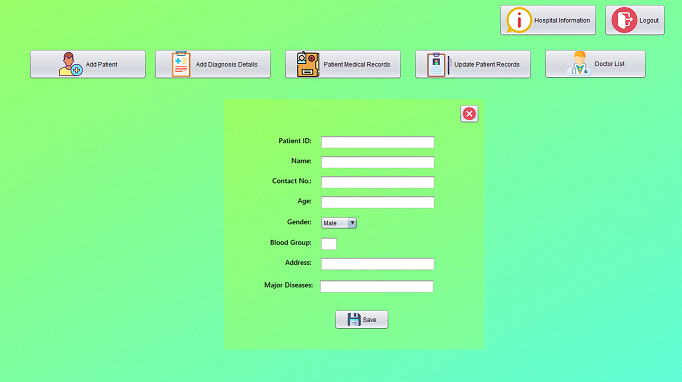 Hospital Information
Logout
Add Patient
Add Diagnosis Details
Patient Medical Records
Update Patient Records
Doctor List
Patient ID:
Name:
Contact No.:
Age:
Gender: Male
Blood Group:
Address:
Major Diseases:
Save